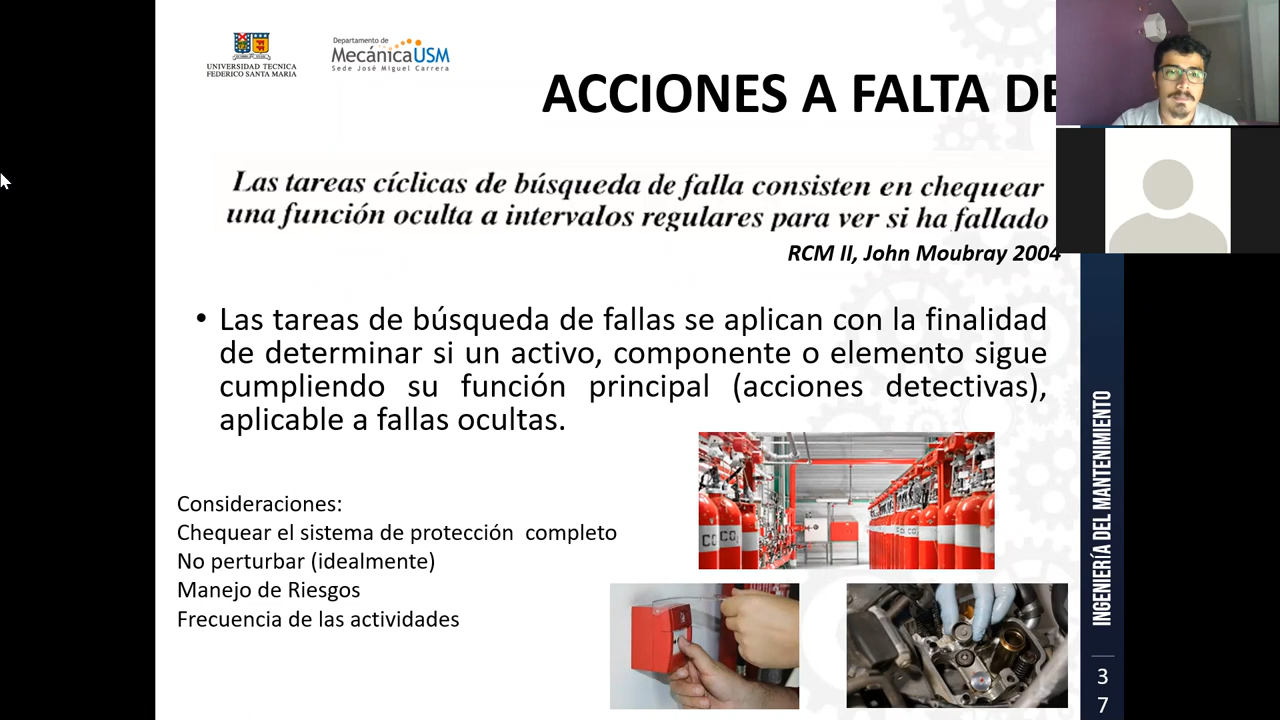 UNIVERSIDAD TECNICA
FEDERICO SANTA MARIA
Departamento de
MecánicaUSM
Sede José Miguel Carrera
ACCIONES A FALTA DE
Las tareas cíclicas de búsqueda de falla consisten en chequear
una función oculta a intervalos regulares para ver si ha fallado
RCM II, John Moubray 2004
• Las tareas de búsqueda de fallas se aplican con la finalidad
de determinar si un activo, componente o elemento sigue
cumpliendo su función principal (acciones detectivas),
aplicable a fallas ocultas.
Consideraciones:
Chequear el sistema de protección completo
No perturbar (idealmente)
Manejo de Riesgos
Frecuencia de las actividades
INGENIERÍA DEL MANTENIMIENTO
3
7